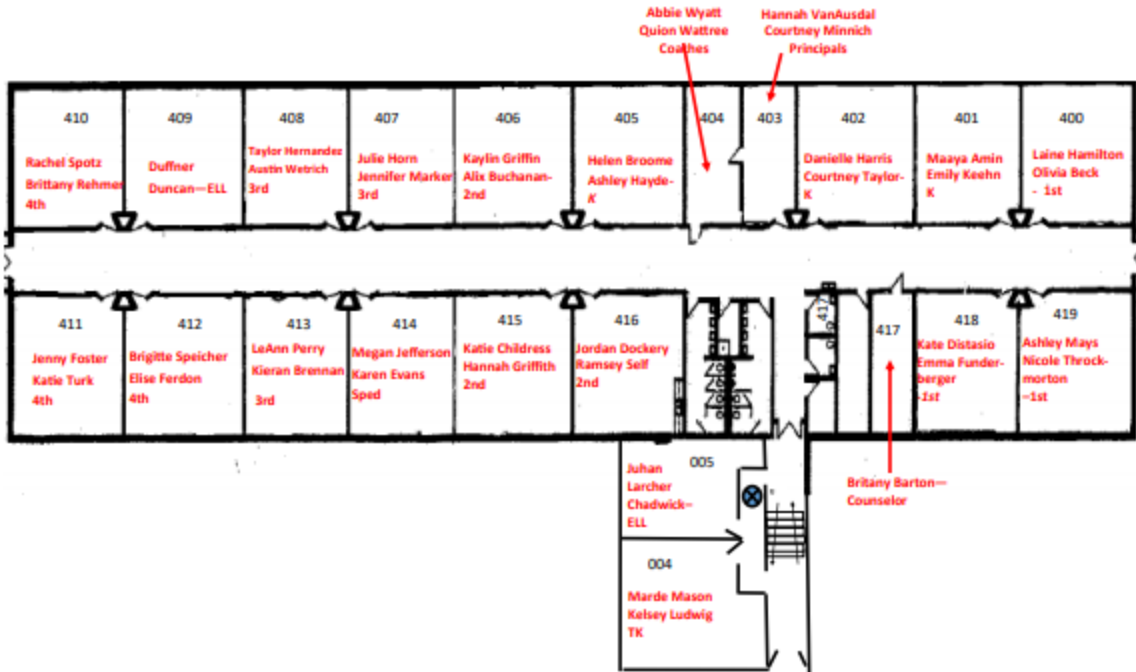 Abbie Wyatt
Quion Wattree
Coaches
Hannah VanAusdal
Courtney Minnich
Principals
410
Rachel Spotz
Brittany Rehmer
4th
409
Duffner
Duncan—ELL
408
Taylor Hernandez
Austin Wetrich
3rd
407
Julie Horn
Jennifer Marker
3rd
406
Kaylin Griffin
Alix Buchanan-
2nd
405
Helen Broome
Ashley Hayde-
K
404
403
402
Danielle Harris
Courtney Taylor-
K
401
Maaya Amin
Emily Keehn
K
400
Laine Hamilton
Olivia Beck
- 1st
411
Jenny Foster
Katie Turk
4th
412
Brigitte Speicher
Elise Ferdon
4th
413
LeAnn Perry
Kieran Brennan
3rd
414
Megan Jefferson
Karen Evans
Sped
415
Katie Childress
Hannah Griffith
2nd
416
Jordan Dockery
Ramsey Self
2nd
417
417
418
Kate Distasio
Emma Funder-
berger
-1st
419
Ashley Mays
Nicole Throck-
morton
–1st
Britany Barton—
Counselor
005
Juhan
Larcher
Chadwick–
ELL
004
Marde Mason
Kelsey Ludwig
TK